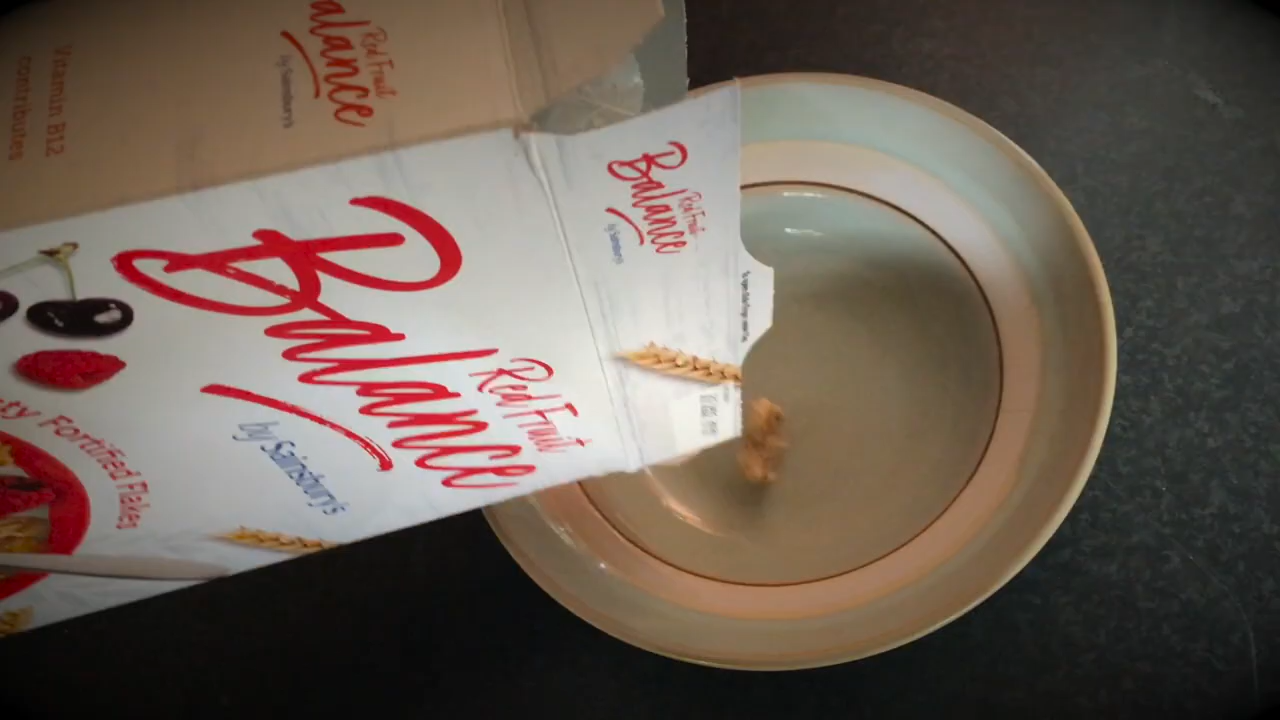 Balance
Red Fruit
by Sainsbury's
Vitamin B12
contributes
Balance
Red Fruit
by Sainsbury's
Fortified Flakes
Balance
Red Fruit
by Sainsbury's